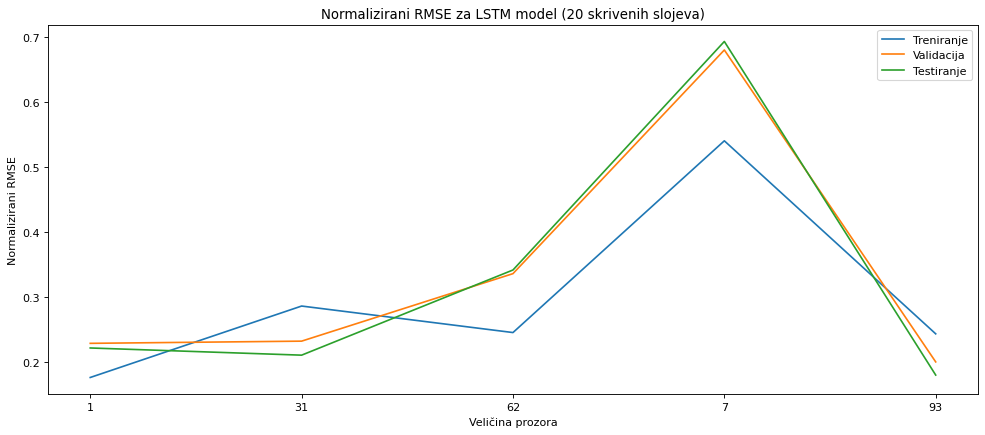 Normalizirani RMSE za LSTM model (20 skrivenih slojeva)
Treniranje
Validacija
Testiranje
Normalizirani RMSE
0.7
0.6
0.5
0.4
0.3
0.2
1 31 62 7 93
Veličina prozora